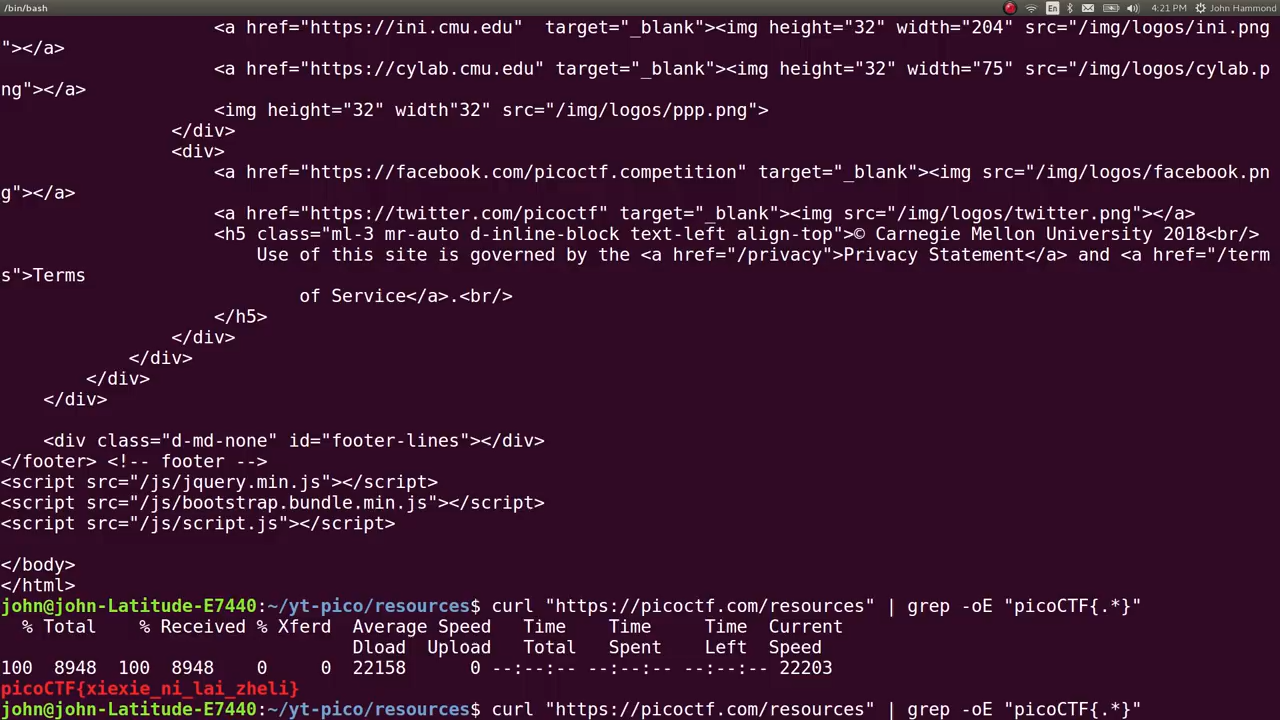 /bin/bash
En
4:21 PM
John Hammond
<a href="https://ini.cmu.edu"  target="_blank"><img height="32" width="204" src="/img/logos/ini.png
"></a>
<a href="https://cylab.cmu.edu" target="_blank"><img height="32" width="75" src="/img/logos/cylab.p
ng"></a>
<img height="32" width"32" src="/img/logos/ppp.png">
</div>
<div>
<a href="https://facebook.com/picoctf.competition" target="_blank"><img src="/img/logos/facebook.pn
g"></a>
<a href="https://twitter.com/picoctf" target="_blank"><img src="/img/logos/twitter.png"></a>
<h5 class="ml-3 mr-auto d-inline-block text-left align-top">© Carnegie Mellon University 2018<br/>
Use of this site is governed by the <a href="/privacy">Privacy Statement</a> and <a href="/term
s">Terms
of Service</a>.<br/>
</h5>
</div>
</div>
</div>
</div>
<div class="d-md-none" id="footer-lines"></div>
</footer> <!-- footer -->
<script src="/js/jquery.min.js"></script>
<script src="/js/bootstrap.bundle.min.js"></script>
<script src="/js/script.js"></script>
</body>
</html>
john@john-Latitude-E7440:~/yt-pico/resources$ curl "https://picoctf.com/resources" | grep -oE "picoCTF{.*}"
% Total    % Received % Xferd  Average Speed   Time    Time     Time  Current
Dload  Upload   Total   Spent    Left  Speed
100  8948  100  8948    0     0  22158      0 --:--:-- --:--:-- --:--:-- 22203
picoCTF{xiexie_ni_lai_zheli}
john@john-Latitude-E7440:~/yt-pico/resources$ curl "https://picoctf.com/resources" | grep -oE "picoCTF{.*}"